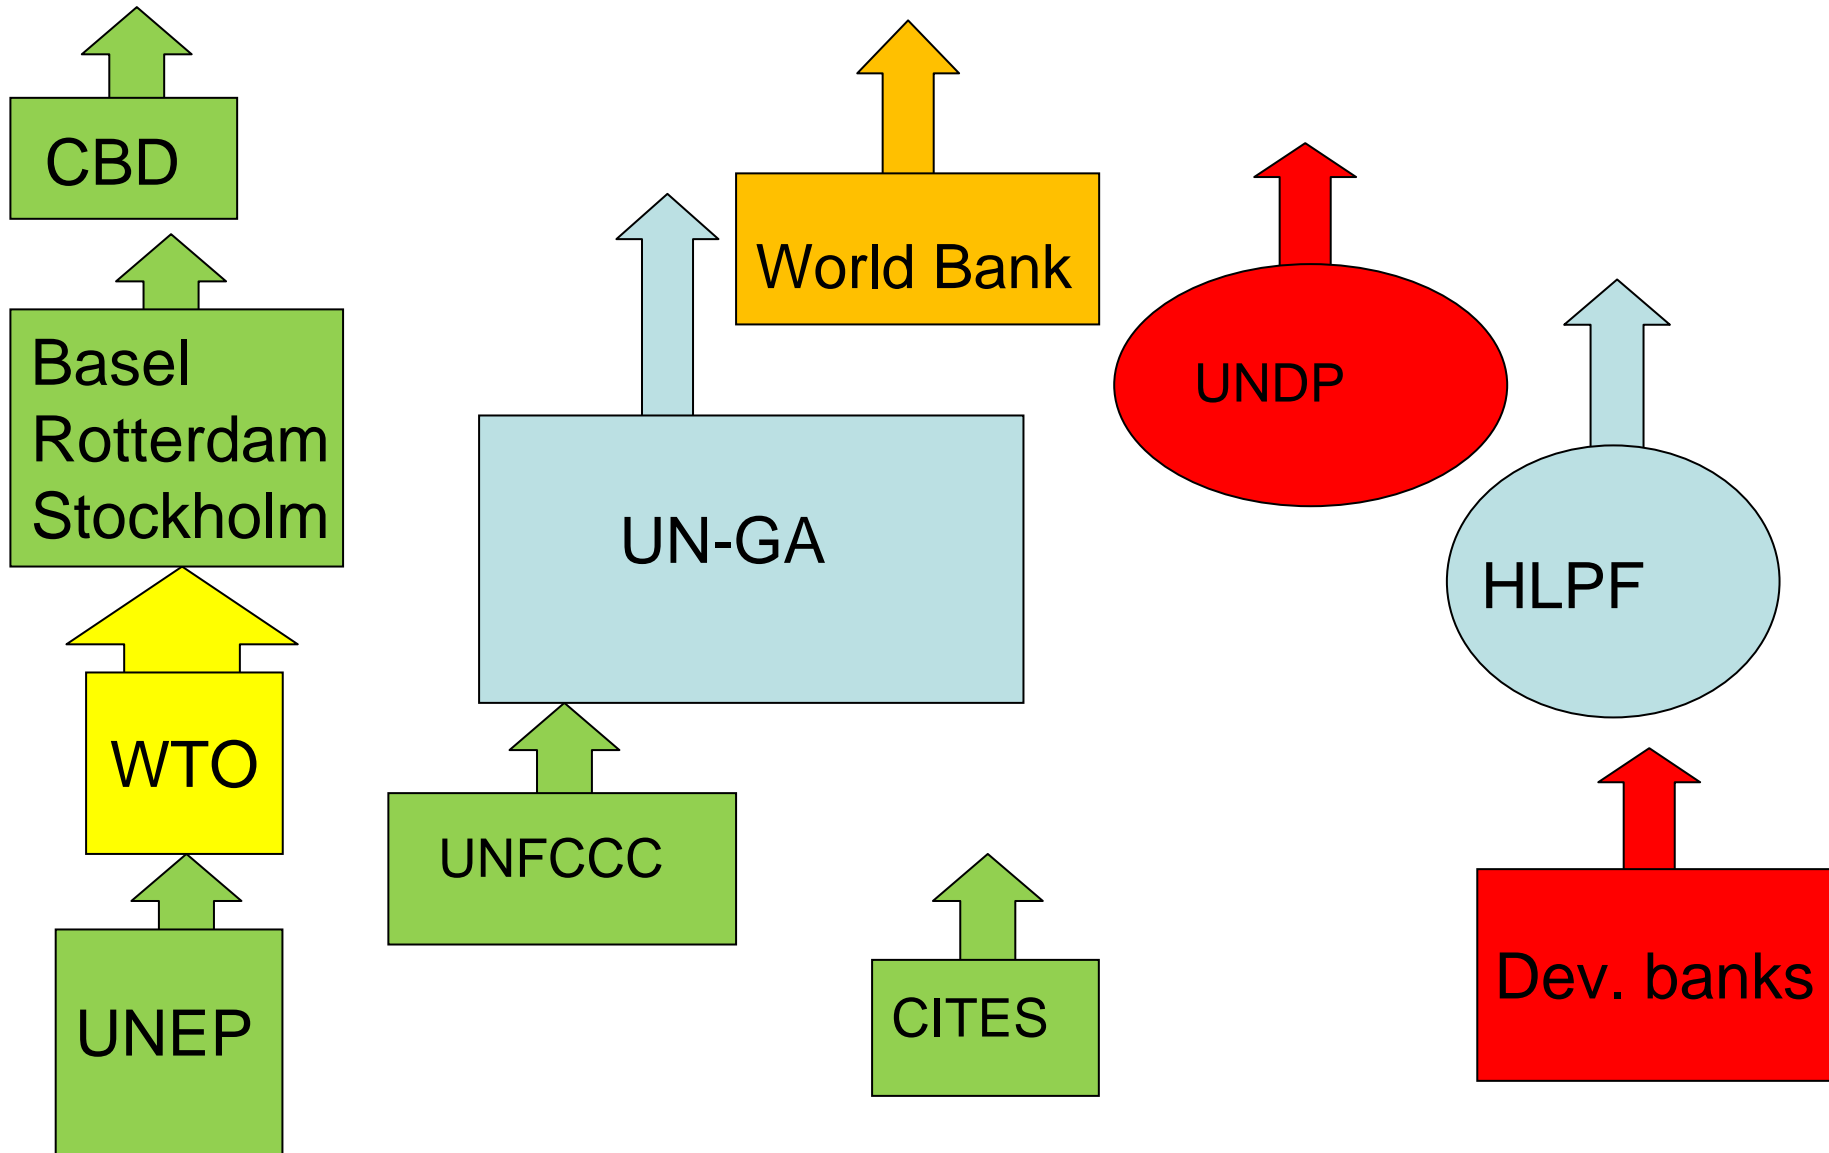 CBD
World Bank
Basel
Rotterdam
Stockholm
UNDP
UN-GA
HLPF
WTO
UNFCCC
Dev. banks
CITES
UNEP